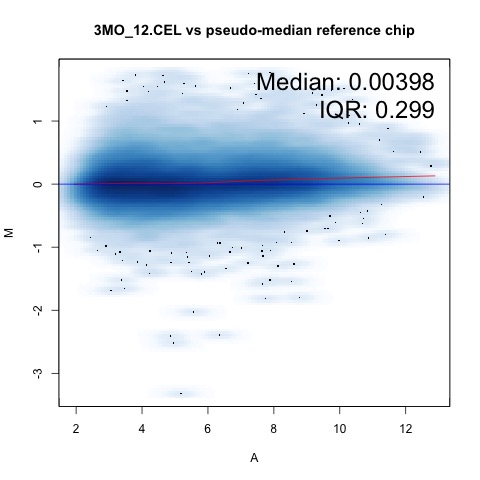 3MO_12.CEL vs pseudo-median reference chip
Median: 0.00398
IQR: 0.299
1
0
-1
-2
-3
M
2 4 6 8 10 12
A